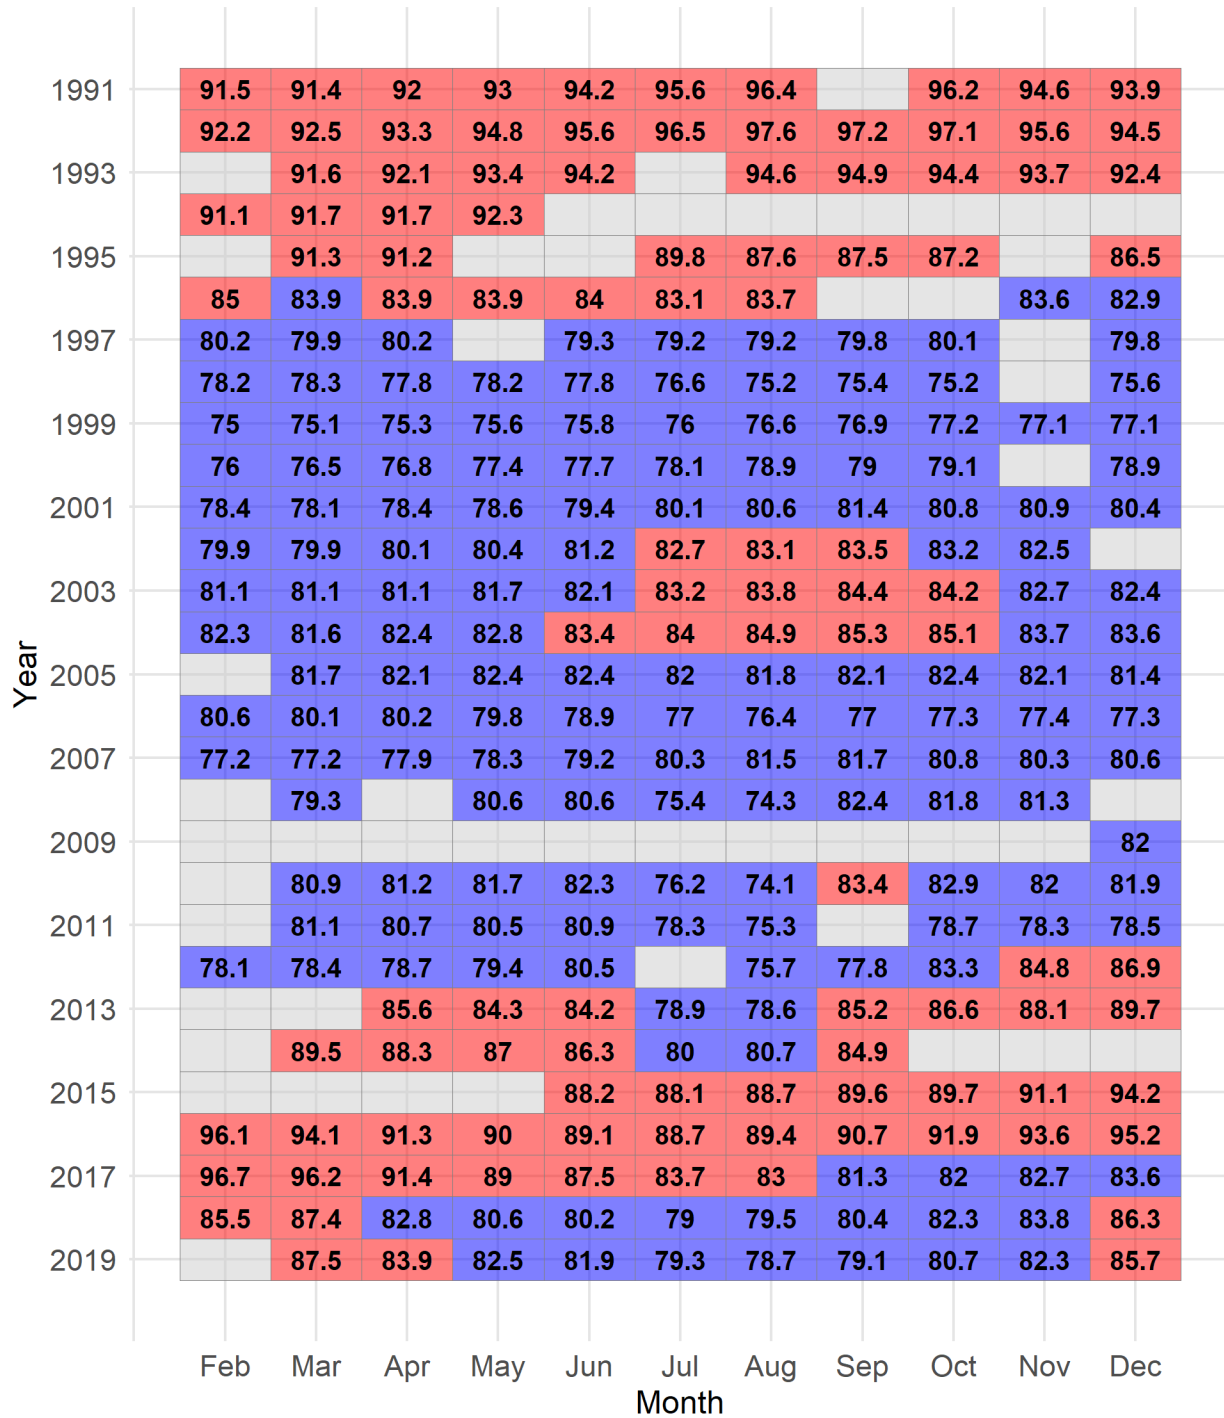 1991 91.5 91.4 92 93 94.2 95.6 96.4 96.2 94.6 93.9
92.2 92.5 93.3 94.8 95.6 96.5 97.6 97.2 97.1 95.6 94.5
1993 91.6 92.1 93.4 94.2 94.6 94.9 94.4 93.7 92.4
91.1 91.7 91.7 92.3
1995 91.3 91.2 89.8 87.6 87.5 87.2 86.5
85 83.9 83.9 83.9 84 83.1 83.7 83.6 82.9
1997 80.2 79.9 80.2 79.3 79.2 79.2 79.8 80.1 79.8
78.2 78.3 77.8 78.2 77.8 76.6 75.2 75.4 75.2 75.6
1999 75 75.1 75.3 75.6 75.8 76 76.6 76.9 77.2 77.1 77.1
76 76.5 76.8 77.4 77.7 78.1 78.9 79 79.1 78.9
2001 78.4 78.1 78.4 78.6 79.4 80.1 80.6 81.4 80.8 80.9 80.4
79.9 79.9 80.1 80.4 81.2 82.7 83.1 83.5 83.2 82.5
2003 81.1 81.1 81.1 81.7 82.1 83.2 83.8 84.4 84.2 82.7 82.4
82.3 81.6 82.4 82.8 83.4 84 84.9 85.3 85.1 83.7 83.6
2005 81.7 82.1 82.4 82.4 82 81.8 82.1 82.4 82.1 81.4
80.6 80.1 80.2 79.8 78.9 77 76.4 77 77.3 77.4 77.3
2007 77.2 77.2 77.9 78.3 79.2 80.3 81.5 81.7 80.8 80.3 80.6
79.3 80.6 80.6 75.4 74.3 82.4 81.8 81.3
2009 82
80.9 81.2 81.7 82.3 76.2 74.1 83.4 82.9 82 81.9
2011 81.1 80.7 80.5 80.9 78.3 75.3 78.7 78.3 78.5
78.1 78.4 78.7 79.4 80.5 75.7 77.8 83.3 84.8 86.9
2013 85.6 84.3 84.2 78.9 78.6 85.2 86.6 88.1 89.7
89.5 88.3 87 86.3 80 80.7 84.9
2015 88.2 88.1 88.7 89.6 89.7 91.1 94.2
96.1 94.1 91.3 90 89.1 88.7 89.4 90.7 91.9 93.6 95.2
2017 96.7 96.2 91.4 89 87.5 83.7 83 81.3 82 82.7 83.6
85.5 87.4 82.8 80.6 80.2 79 79.5 80.4 82.3 83.8 86.3
2019 87.5 83.9 82.5 81.9 79.3 78.7 79.1 80.7 82.3 85.7
Year
Feb Mar Apr May Jun Jul Aug Sep Oct Nov Dec
Month